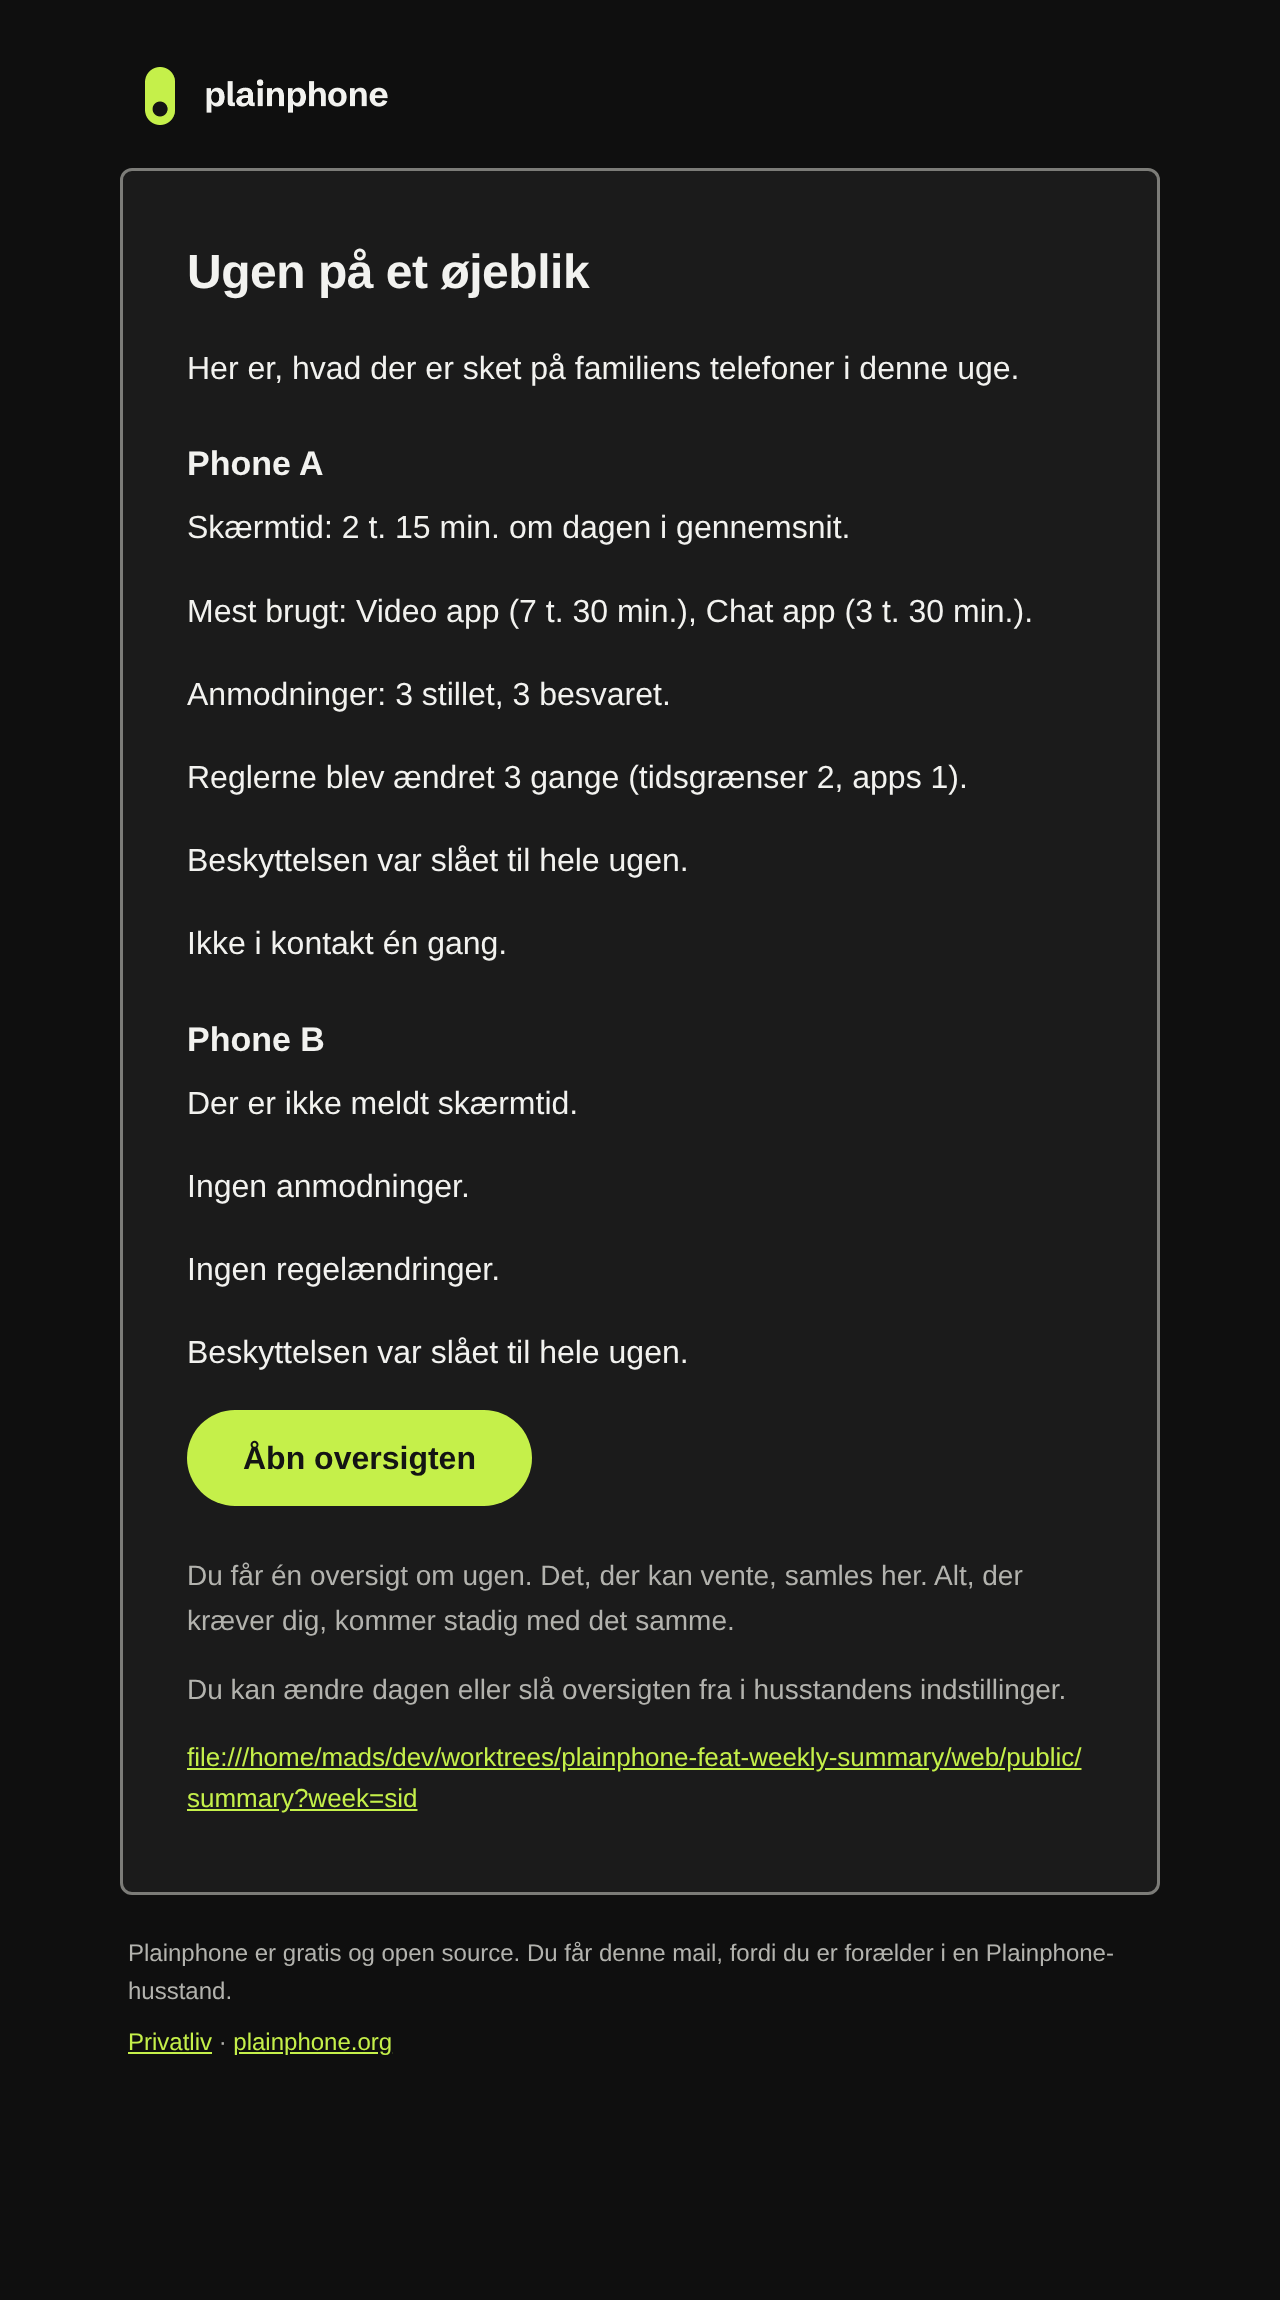 plainphone
Ugen på et øjeblik
Her er, hvad der er sket på familiens telefoner i denne uge.
Phone A
Skærmtid: 2 t. 15 min. om dagen i gennemsnit.
Mest brugt: Video app (7 t. 30 min.), Chat app (3 t. 30 min.).
Anmodninger: 3 stillet, 3 besvaret.
Reglerne blev ændret 3 gange (tidsgrænser 2, apps 1).
Beskyttelsen var slået til hele ugen.
Ikke i kontakt én gang.
Phone B
Der er ikke meldt skærmtid.
Ingen anmodninger.
Ingen regelændringer.
Beskyttelsen var slået til hele ugen.
Åbn oversigten
Du får én oversigt om ugen. Det, der kan vente, samles her. Alt, der
kræver dig, kommer stadig med det samme.
Du kan ændre dagen eller slå oversigten fra i husstandens indstillinger.
file:///home/mads/dev/worktrees/plainphone-feat-weekly-summary/web/public/
summary?week=sid
Plainphone er gratis og open source. Du får denne mail, fordi du er forælder i en Plainphone-
husstand.
Privatliv · plainphone.org